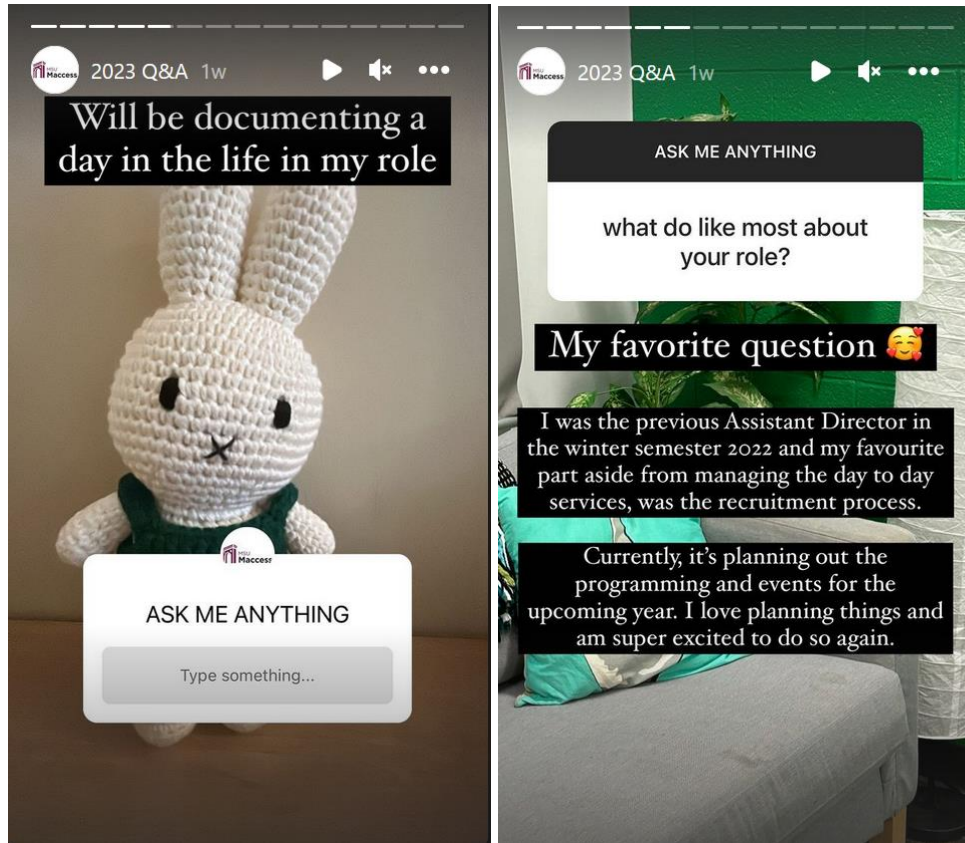 MSU
Maccess
2023 Q&A 1w
Will be documenting a
day in the life in my role
MSU
Maccess
ASK ME ANYTHING
Type something...
MSU
Maccess
2023 Q&A 1w
ASK ME ANYTHING
what do like most about
your role?
My favorite question 🥰
I was the previous Assistant Director in
the winter semester 2022 and my favourite
part aside from managing the day to day
services, was the recruitment process.
Currently, it's planning out the
programming and events for the
upcoming year. I love planning things and
am super excited to do so again.